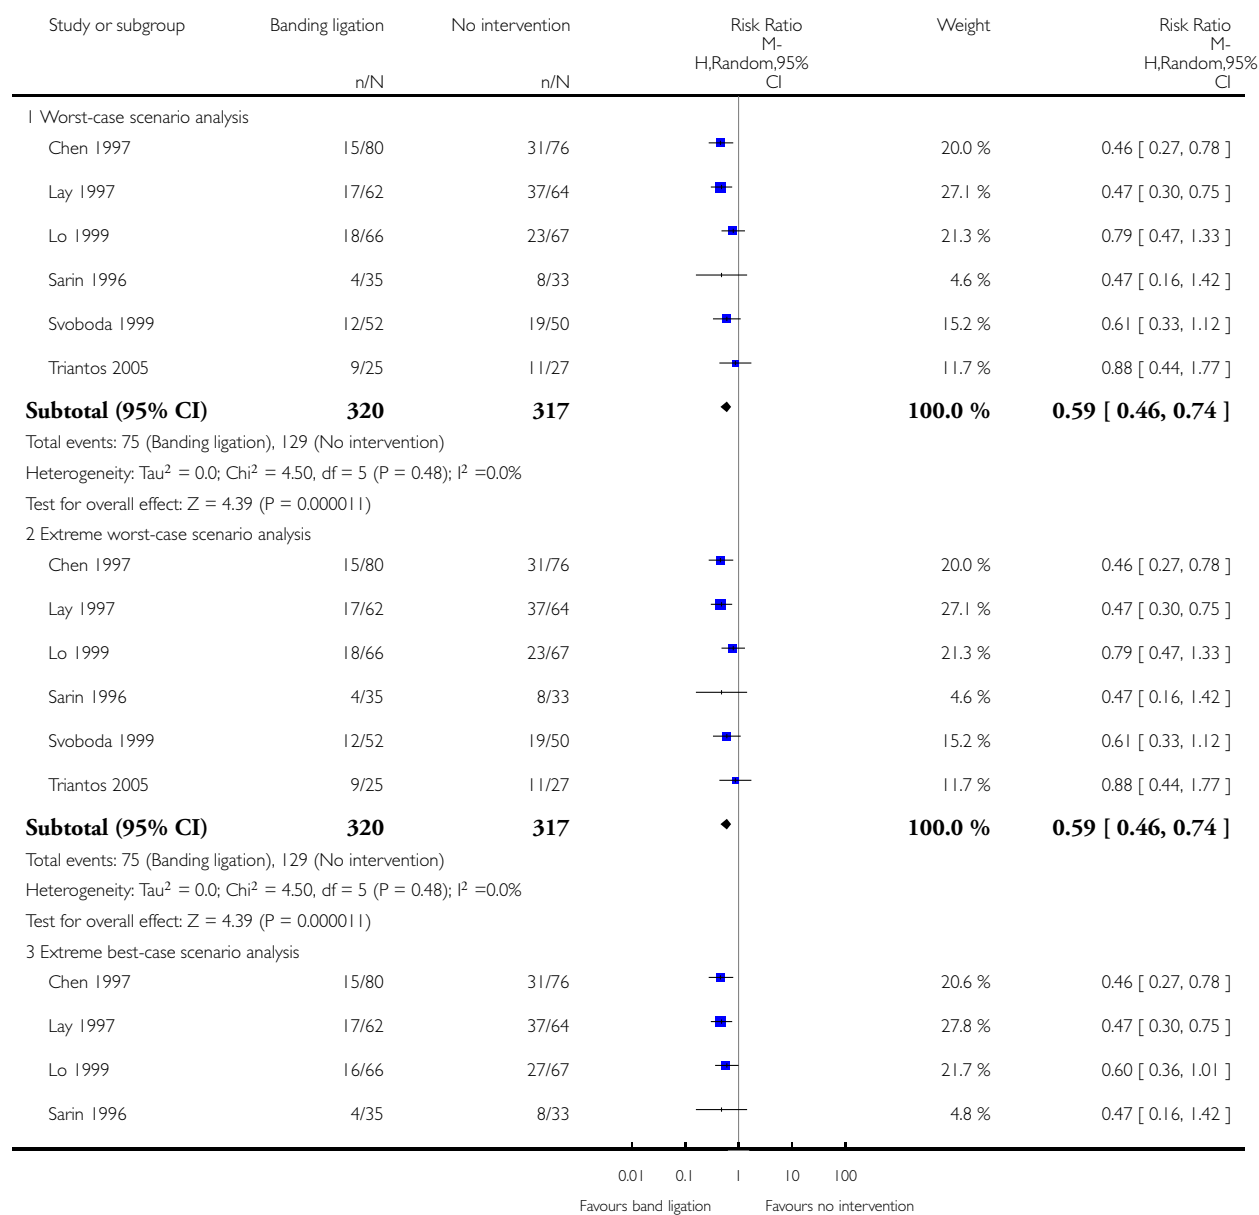 Study or subgroup Banding ligation No intervention Risk Ratio Weight Risk Ratio
M- M-
H,Random,95% H,Random,95%
n/N n/N CI CI
1 Worst-case scenario analysis
Chen 1997 15/80 31/76 20.0 % 0.46 [ 0.27, 0.78 ]
Lay 1997 17/62 37/64 27.1 % 0.47 [ 0.30, 0.75 ]
Lo 1999 18/66 23/67 21.3 % 0.79 [ 0.47, 1.33 ]
Sarin 1996 4/35 8/33 4.6 % 0.47 [ 0.16, 1.42 ]
Svoboda 1999 12/52 19/50 15.2 % 0.61 [ 0.33, 1.12 ]
Triantos 2005 9/25 11/27 11.7 % 0.88 [ 0.44, 1.77 ]
Subtotal (95% CI) 320 317 100.0 % 0.59 [ 0.46, 0.74 ]
Total events: 75 (Banding ligation), 129 (No intervention)
Heterogeneity: Tau² = 0.0; Chi² = 4.50, df = 5 (P = 0.48); I² =0.0%
Test for overall effect: Z = 4.39 (P = 0.000011)
2 Extreme worst-case scenario analysis
Chen 1997 15/80 31/76 20.0 % 0.46 [ 0.27, 0.78 ]
Lay 1997 17/62 37/64 27.1 % 0.47 [ 0.30, 0.75 ]
Lo 1999 18/66 23/67 21.3 % 0.79 [ 0.47, 1.33 ]
Sarin 1996 4/35 8/33 4.6 % 0.47 [ 0.16, 1.42 ]
Svoboda 1999 12/52 19/50 15.2 % 0.61 [ 0.33, 1.12 ]
Triantos 2005 9/25 11/27 11.7 % 0.88 [ 0.44, 1.77 ]
Subtotal (95% CI) 320 317 100.0 % 0.59 [ 0.46, 0.74 ]
Total events: 75 (Banding ligation), 129 (No intervention)
Heterogeneity: Tau² = 0.0; Chi² = 4.50, df = 5 (P = 0.48); I² =0.0%
Test for overall effect: Z = 4.39 (P = 0.000011)
3 Extreme best-case scenario analysis
Chen 1997 15/80 31/76 20.6 % 0.46 [ 0.27, 0.78 ]
Lay 1997 17/62 37/64 27.8 % 0.47 [ 0.30, 0.75 ]
Lo 1999 16/66 27/67 21.7 % 0.60 [ 0.36, 1.01 ]
Sarin 1996 4/35 8/33 4.8 % 0.47 [ 0.16, 1.42 ]
0.01 0.1 1 10 100
Favours band ligation Favours no intervention